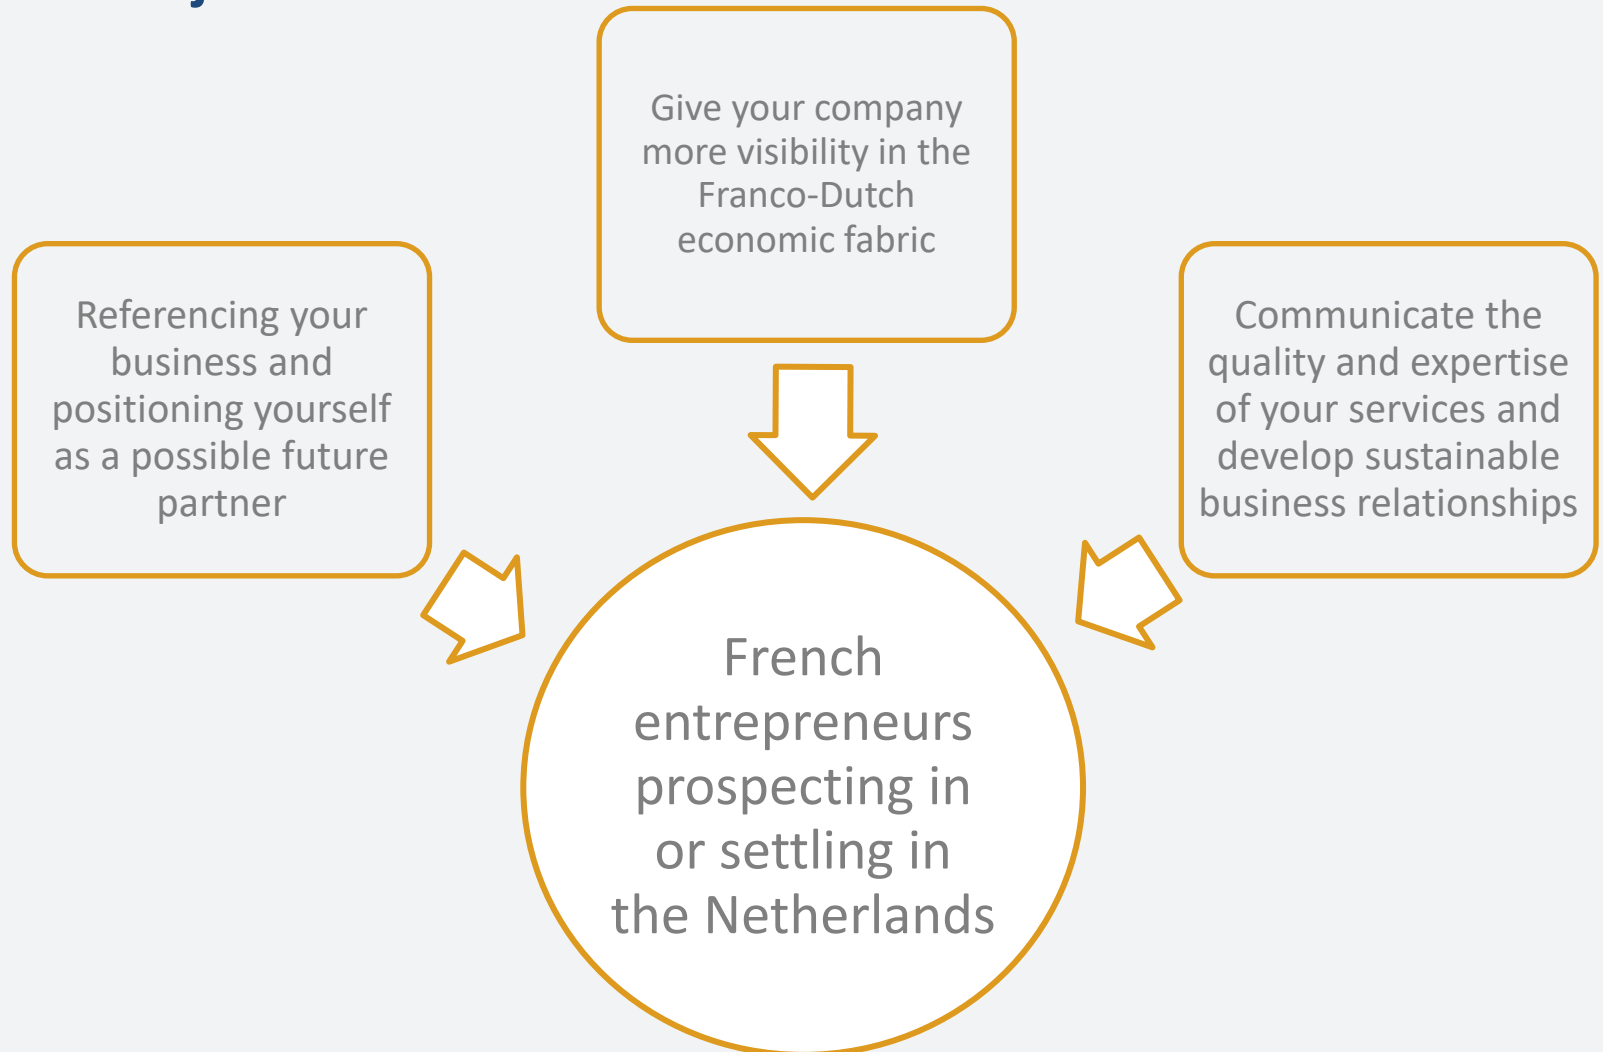 Give your company
more visibility in the
Franco-Dutch
economic fabric
Referencing your
business and
positioning yourself
as a possible future
partner
Communicate the
quality and expertise
of your services and
develop sustainable
business relationships
French
entrepreneurs
prospecting in
or settling in
the Netherlands